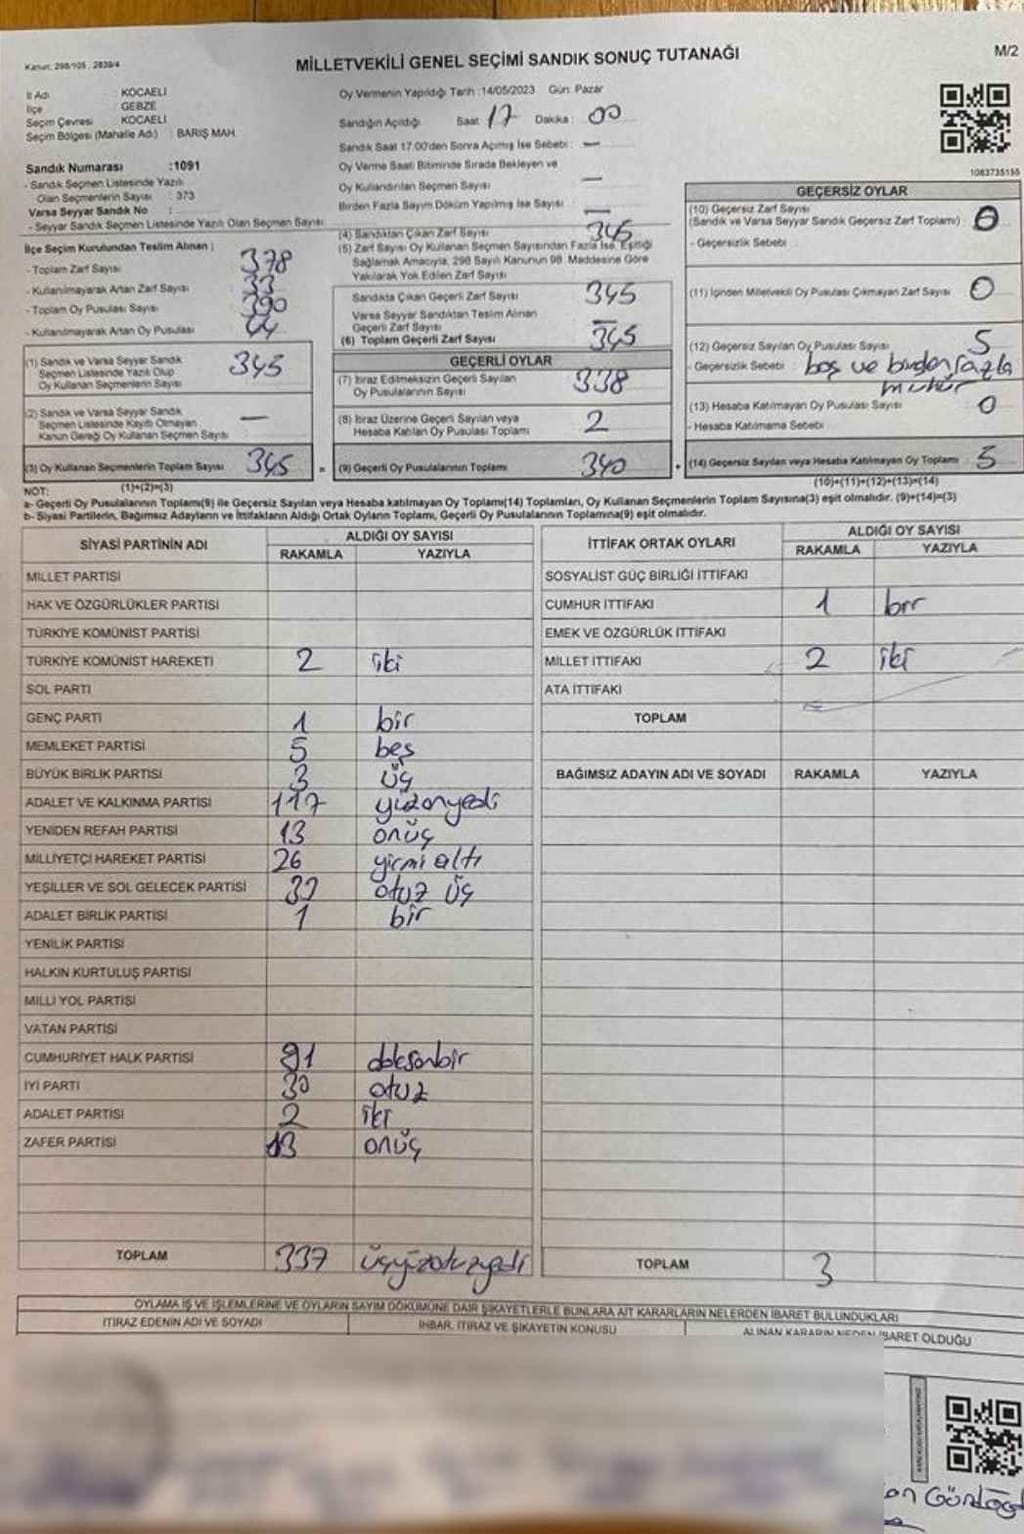 Kanun: 298/105 , 2839/4
MİLLETVEKİLİ GENEL SEÇİMİ SANDIK SONUÇ TUTANAĞI
M/2
İl Adı : KOCAELİ
İlçe : GEBZE
Seçim Çevresi : KOCAELİ
Seçim Bölgesi (Mahalle Adı) : BARIŞ MAH.
Sandık Numarası :1091
- Sandık Seçmen Listesinde Yazılı
Olan Seçmenlerin Sayısı : 373
Varsa Seyyar Sandık No :
- Seyyar Sandık Seçmen Listesinde Yazılı Olan Seçmen Sayısı
İlçe Seçim Kurulundan Teslim Alınan ;
- Toplam Zarf Sayısı 378
- Kullanılmayarak Artan Zarf Sayısı 33
- Toplam Oy Pusulası Sayısı 390
- Kullanılmayarak Artan Oy Pusulası 44
(1) Sandık ve Varsa Seyyar Sandık
Seçmen Listesinde Yazılı Olup 345
Oy Kullanan Seçmenlerin Sayısı
(2) Sandık ve Varsa Seyyar Sandık
Seçmen Listesinde Kayıtlı Olmayan —
Kanun Gereği Oy Kullanan Seçmen Sayısı
(3) Oy Kullanan Seçmenlerin Toplam Sayısı 345 =
(1)+(2)=(3)
Oy Vermenin Yapıldığı Tarih :14/05/2023 Gün: Pazar
Sandığın Açıldığı Saat 17 Dakika : 00
Sandık Saat 17.00'den Sonra Açılmış İse Sebebi : —
Oy Verme Saati Bitiminde Sırada Bekleyen ve
Oy Kullandırılan Seçmen Sayısı —
Birden Fazla Sayım Döküm Yapılmış İse Sayısı —
(4) Sandıktan Çıkan Zarf Sayısı 345
(5) Zarf Sayısı Oy Kullanan Seçmen Sayısından Fazla İse, Eşitliği
Sağlamak Amacıyla, 298 Sayılı Kanunun 98. Maddesine Göre
Yakılarak Yok Edilen Zarf Sayısı
Sandıkta Çıkan Geçerli Zarf Sayısı 345
Varsa Seyyar Sandıktan Teslim Alınan
Geçerli Zarf Sayısı —
(6) Toplam Geçerli Zarf Sayısı 345
GEÇERLİ OYLAR
(7) İtiraz Edilmeksizin Geçerli Sayılan 338
Oy Pusulalarının Sayısı
(8) İtiraz Üzerine Geçerli Sayılan veya 2
Hesaba Katılan Oy Pusulası Toplamı
(9) Geçerli Oy Pusulalarının Toplamı 340 +
1083735155
GEÇERSİZ OYLAR
(10) Geçersiz Zarf Sayısı
(Sandık ve Varsa Seyyar Sandık Geçersiz Zarf Toplamı) 0
- Geçersizlik Sebebi
(11) İçinden Milletvekili Oy Pusulası Çıkmayan Zarf Sayısı 0
(12) Geçersiz Sayılan Oy Pusulası Sayısı 5
- Geçersizlik Sebebi : boş ve birden fazla
mühür
(13) Hesaba Katılmayan Oy Pusulası Sayısı 0
- Hesaba Katılmama Sebebi
(14) Geçersiz Sayılan veya Hesaba Katılmayan Oy Toplamı 5
(10)+(11)+(12)+(13)=(14)
NOT:
a- Geçerli Oy Pusulalarının Toplamı(9) ile Geçersiz Sayılan veya Hesaba katılmayan Oy Toplamı(14) Toplamları, Oy Kullanan Seçmenlerin Toplam Sayısına(3) eşit olmalıdır. (9)+(14)=(3)
b- Siyasi Partilerin, Bağımsız Adayların ve İttifakların Aldığı Ortak Oyların Toplamı, Geçerli Oy Pusulalarının Toplamına(9) eşit olmalıdır.
SİYASİ PARTİNİN ADI ALDIĞI OY SAYISI
RAKAMLA YAZIYLA
MİLLET PARTİSİ
HAK VE ÖZGÜRLÜKLER PARTİSİ
TÜRKİYE KOMÜNİST PARTİSİ
TÜRKİYE KOMÜNİST HAREKETİ 2 iki
SOL PARTİ
GENÇ PARTİ 1 bir
MEMLEKET PARTİSİ 5 beş
BÜYÜK BİRLİK PARTİSİ 3 üç
ADALET VE KALKINMA PARTİSİ 117 yüzonyedi
YENİDEN REFAH PARTİSİ 13 onüç
MİLLİYETÇİ HAREKET PARTİSİ 26 yirmi altı
YEŞİLLER VE SOL GELECEK PARTİSİ 33 otuz üç
ADALET BİRLİK PARTİSİ 1 bir
YENİLİK PARTİSİ
HALKIN KURTULUŞ PARTİSİ
MİLLİ YOL PARTİSİ
VATAN PARTİSİ
CUMHURİYET HALK PARTİSİ 91 doksanbir
İYİ PARTİ 30 otuz
ADALET PARTİSİ 2 iki
ZAFER PARTİSİ 13 onüç
TOPLAM 337 üçyüzotuzyedi
İTTİFAK ORTAK OYLARI ALDIĞI OY SAYISI
RAKAMLA YAZIYLA
SOSYALİST GÜÇ BİRLİĞİ İTTİFAKI
CUMHUR İTTİFAKI 1 bir
EMEK VE ÖZGÜRLÜK İTTİFAKI
MİLLET İTTİFAKI 2 iki
ATA İTTİFAKI
TOPLAM
BAĞIMSIZ ADAYIN ADI VE SOYADI RAKAMLA YAZIYLA
TOPLAM 3
OYLAMA İŞ VE İŞLEMLERİNE VE OYLARIN SAYIM DÖKÜMÜNE DAİR ŞİKAYETLERLE BUNLARA AİT KARARLARIN NELERDEN İBARET BULUNDUKLARI
İTİRAZ EDENİN ADI VE SOYADI İHBAR, İTİRAZ VE ŞİKAYETİN KONUSU ALINAN KARARIN NEDEN İBARET OLDUĞU